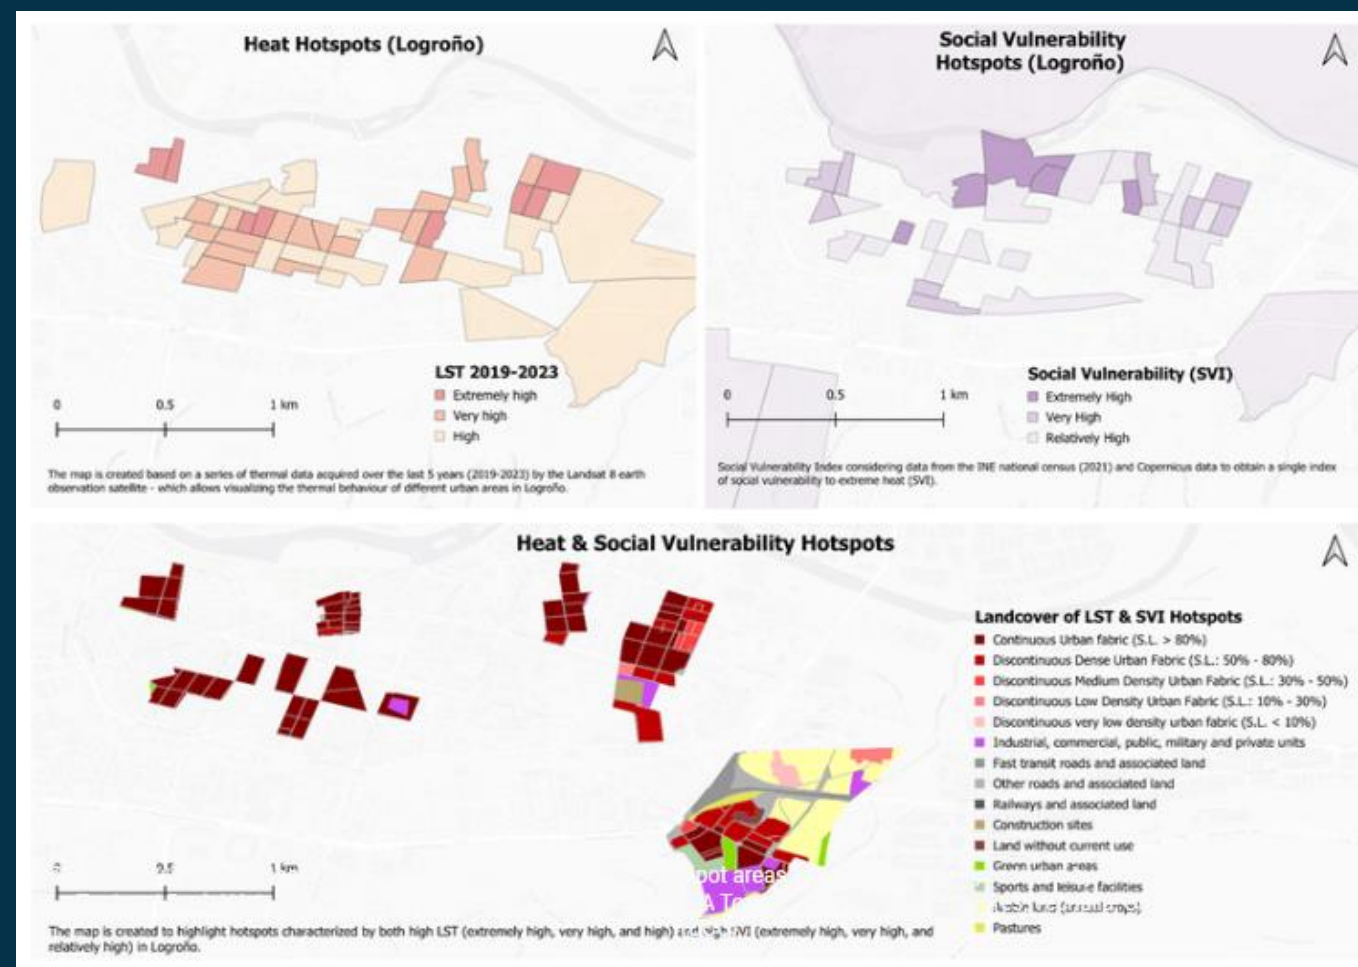 Heat Hotspots (Logroño)
LST 2019-2023
Extremely high
Very high
High
0 0.5 1 km
The map is created based on a series of thermal data acquired over the last 5 years (2019-2023) by the Landsat 8 earth
observation satellite - which allows visualizing the thermal behaviour of different urban areas in Logroño.
Social Vulnerability
Hotspots (Logroño)
Social Vulnerability (SVI)
Extremely High
Very High
Relatively High
0 0.5 1 km
Social Vulnerability Index considering data from the INE national census (2021) and Copernicus data to obtain a single index
of social vulnerability to extreme heat (SVI).
Heat & Social Vulnerability Hotspots
Landcover of LST & SVI Hotspots
Continuous Urban fabric (S.L. > 80%)
Discontinuous Dense Urban Fabric (S.L.: 50% - 80%)
Discontinuous Medium Density Urban Fabric (S.L.: 30% - 50%)
Discontinuous Low Density Urban Fabric (S.L.: 10% - 30%)
Discontinuous very low density urban fabric (S.L. < 10%)
Industrial, commercial, public, military and private units
Fast transit roads and associated land
Other roads and associated land
Railways and associated land
Construction sites
Land without current use
Green urban areas
Sports and leisure facilities
Pastures
1 km
pot areas
The map is created to highlight hotspots characterized by both high LST (extremely high, very high, and high) SVI (extremely high, very high, and
relatively high) in Logroño.